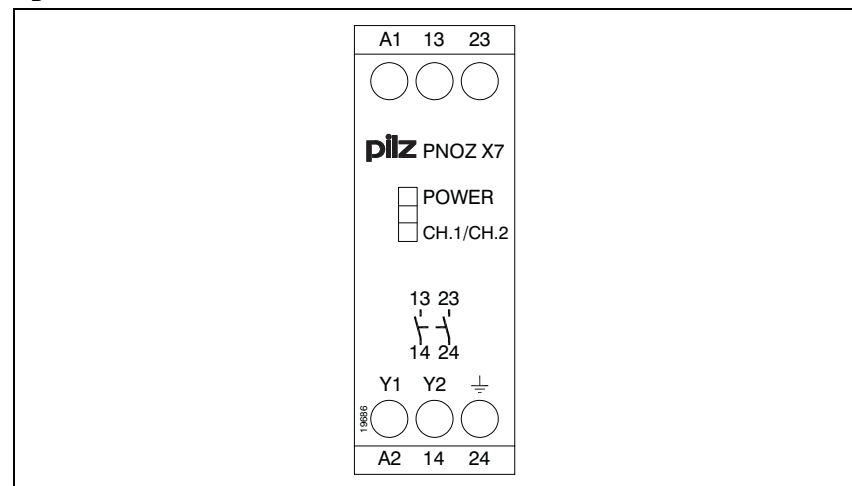 A1 13 23
pilz PNOZ X7
POWER
CH.1/CH.2
13 23
14 24
Y1 Y2
19686
A2 14 24